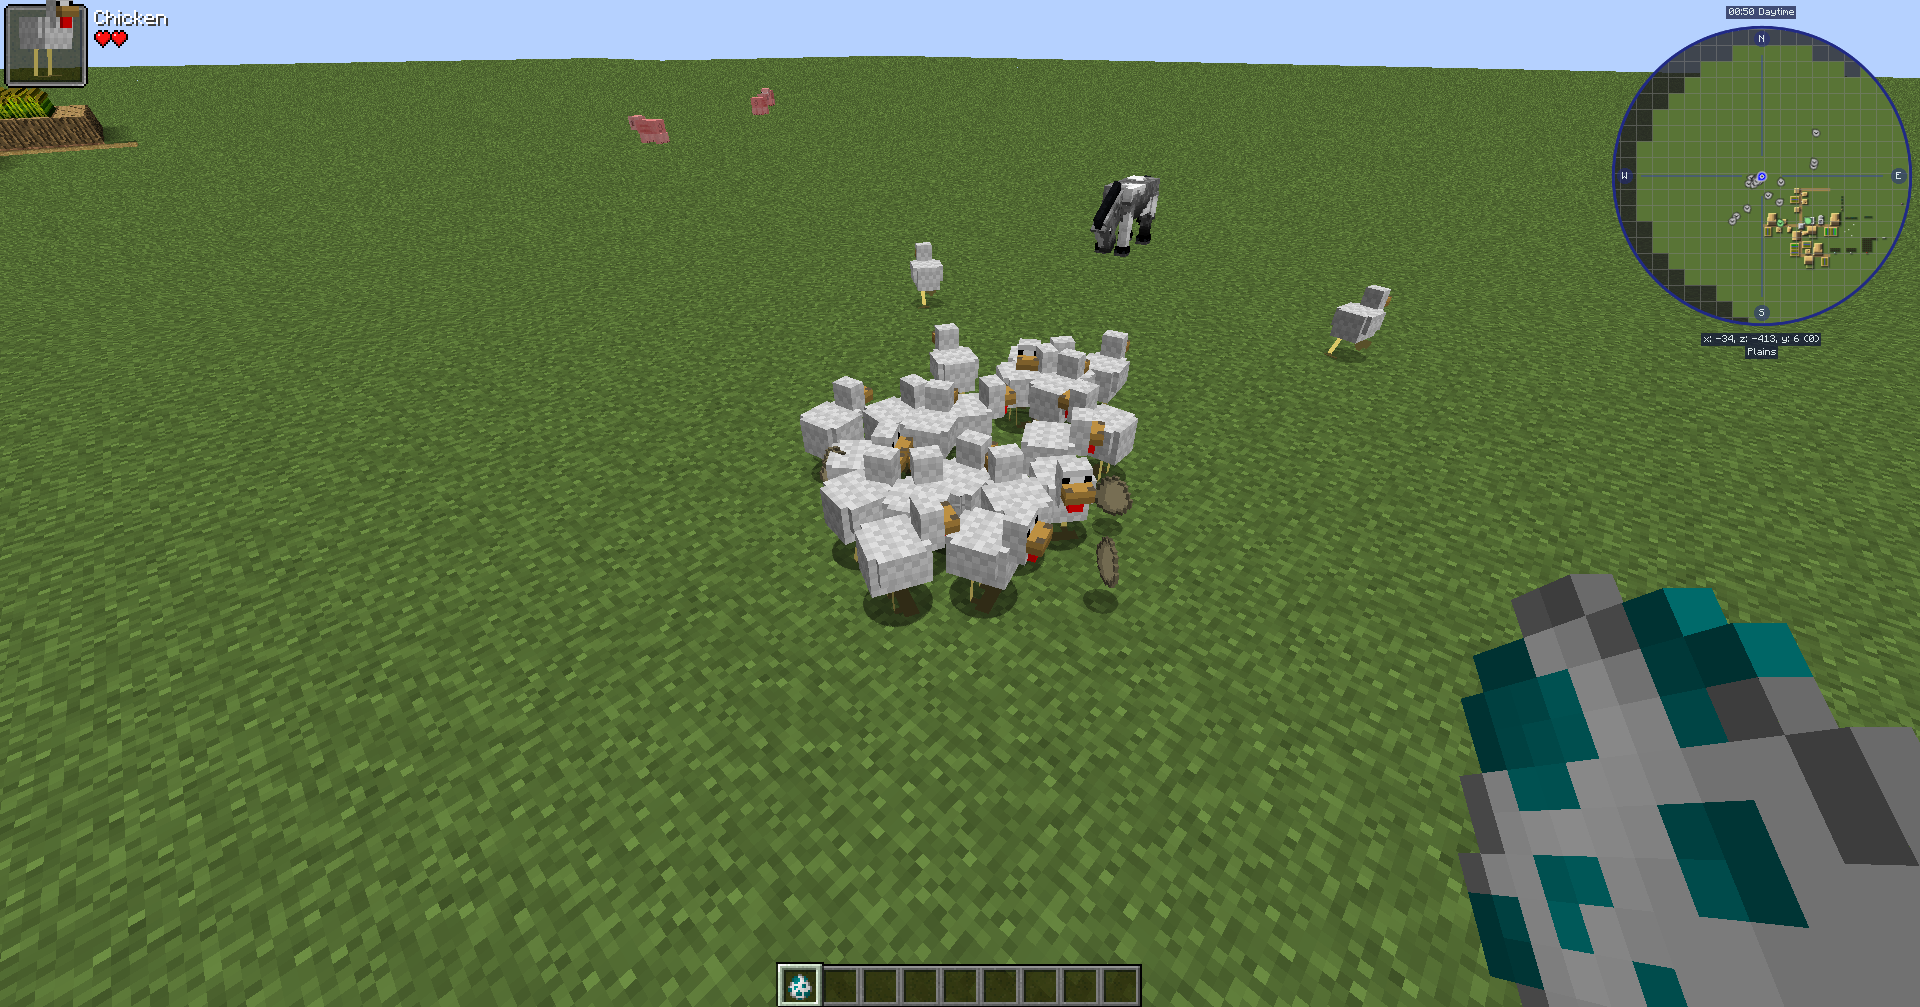 Chicken
00:50 Daytime
N
W
E
S
x: -34, z: -413, y: 6 (0)
Plains